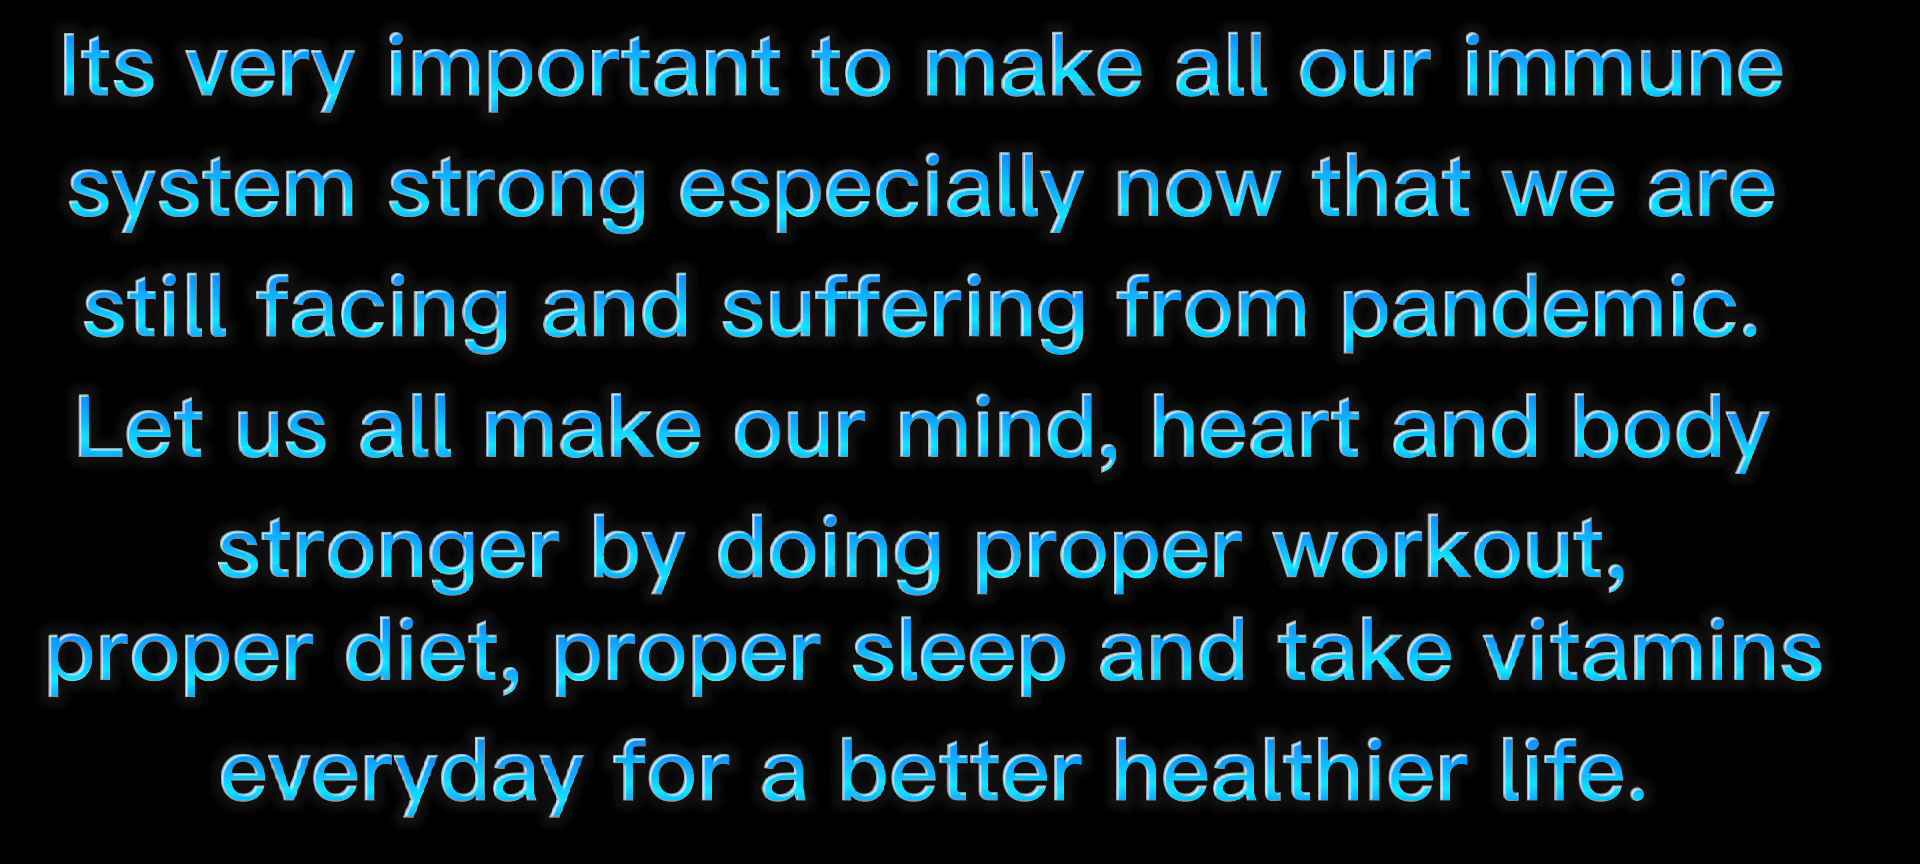 Its very important to make all our immune
system strong especially now that we are
still facing and suffering from pandemic.
Let us all make our mind, heart and body
stronger by doing proper workout,
proper diet, proper sleep and take vitamins
everyday for a better healthier life.